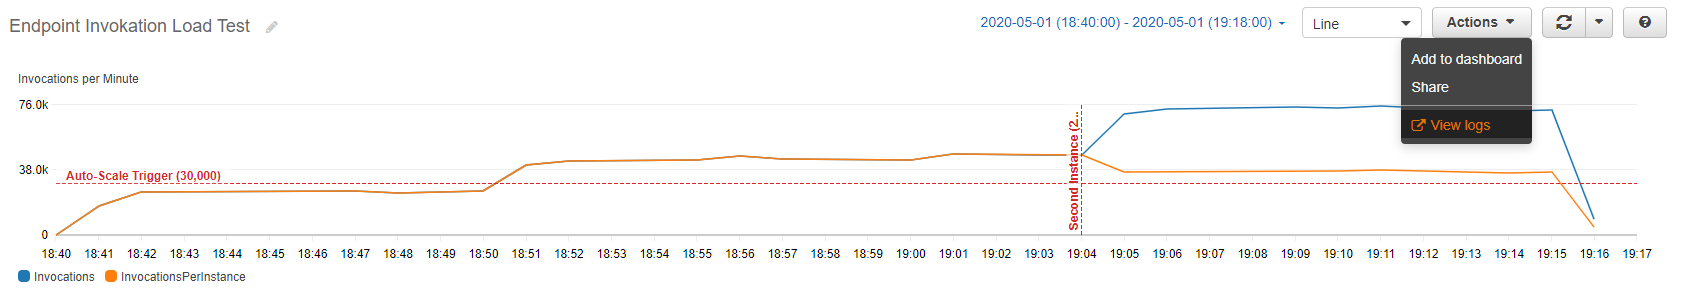 Endpoint Invokation Load Test
2020-05-01 (18:40:00) - 2020-05-01 (19:18:00)
Line
Actions
Add to dashboard
Share
View logs
Invocations per Minute
76.0k
38.0k
0
Auto-Scale Trigger (30,000)
Second Instance (2...
18:40 18:41 18:42 18:43 18:44 18:45 18:46 18:47 18:48 18:49 18:50 18:51 18:52 18:53 18:54 18:55 18:56 18:57 18:58 18:59 19:00 19:01 19:02 19:03 19:04 19:05 19:06 19:07 19:08 19:09 19:10 19:11 19:12 19:13 19:14 19:15 19:16 19:17
Invocations InvocationsPerInstance